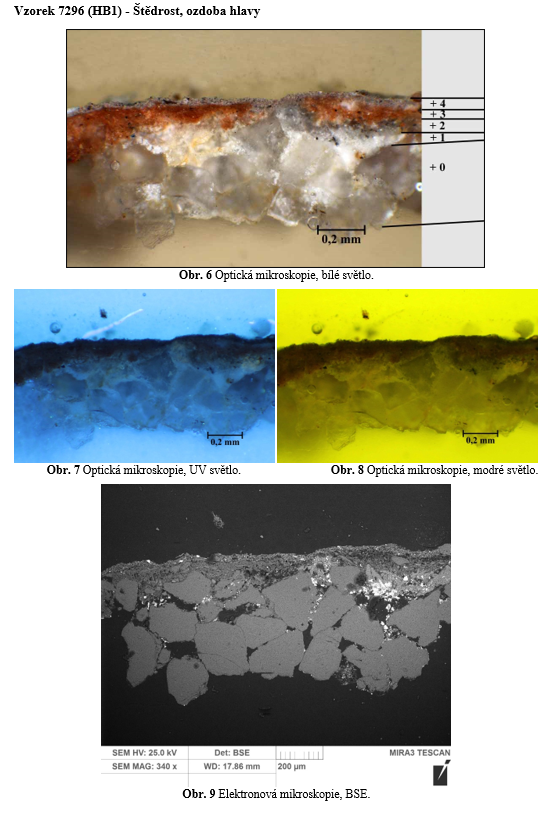 Vzorek 7296 (HB1) - Štědrost, ozdoba hlavy
+ 4
+ 3
+ 2
+ 1
+ 0
0,2 mm
Obr. 6 Optická mikroskopie, bílé světlo.
0,2 mm
0,2 mm
Obr. 7 Optická mikroskopie, UV světlo.
Obr. 8 Optická mikroskopie, modré světlo.
SEM HV: 25.0 kV
Det: BSE
MIRA3 TESCAN
SEM MAG: 340 x
WD: 17.86 mm
200 µm
Obr. 9 Elektronová mikroskopie, BSE.